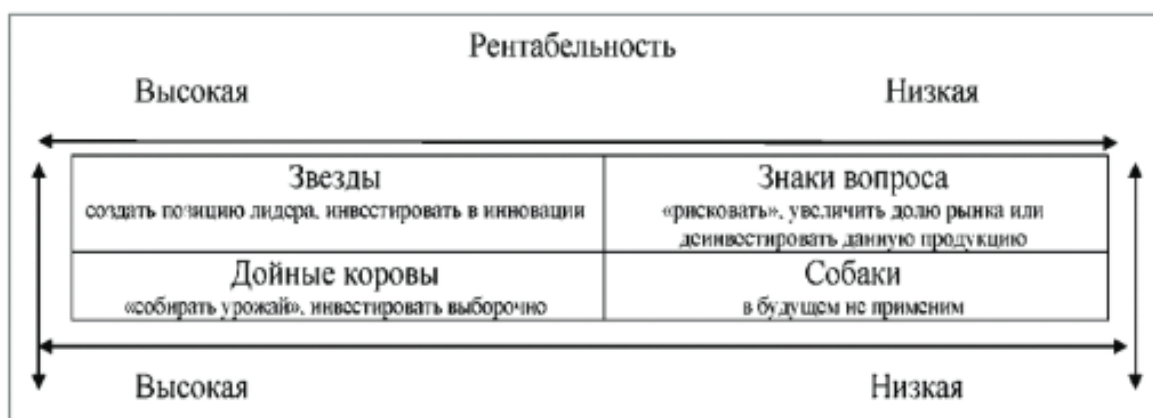 Рентабельность
Высокая
Низкая
Звезды
создать позицию лидера, инвестировать в инновации
Знаки вопроса
«рисковать», увеличить долю рынка или
деинвестировать данную продукцию
Дойные коровы
«собирать урожай», инвестировать выборочно
Собаки
в будущем не применим
Высокая
Низкая